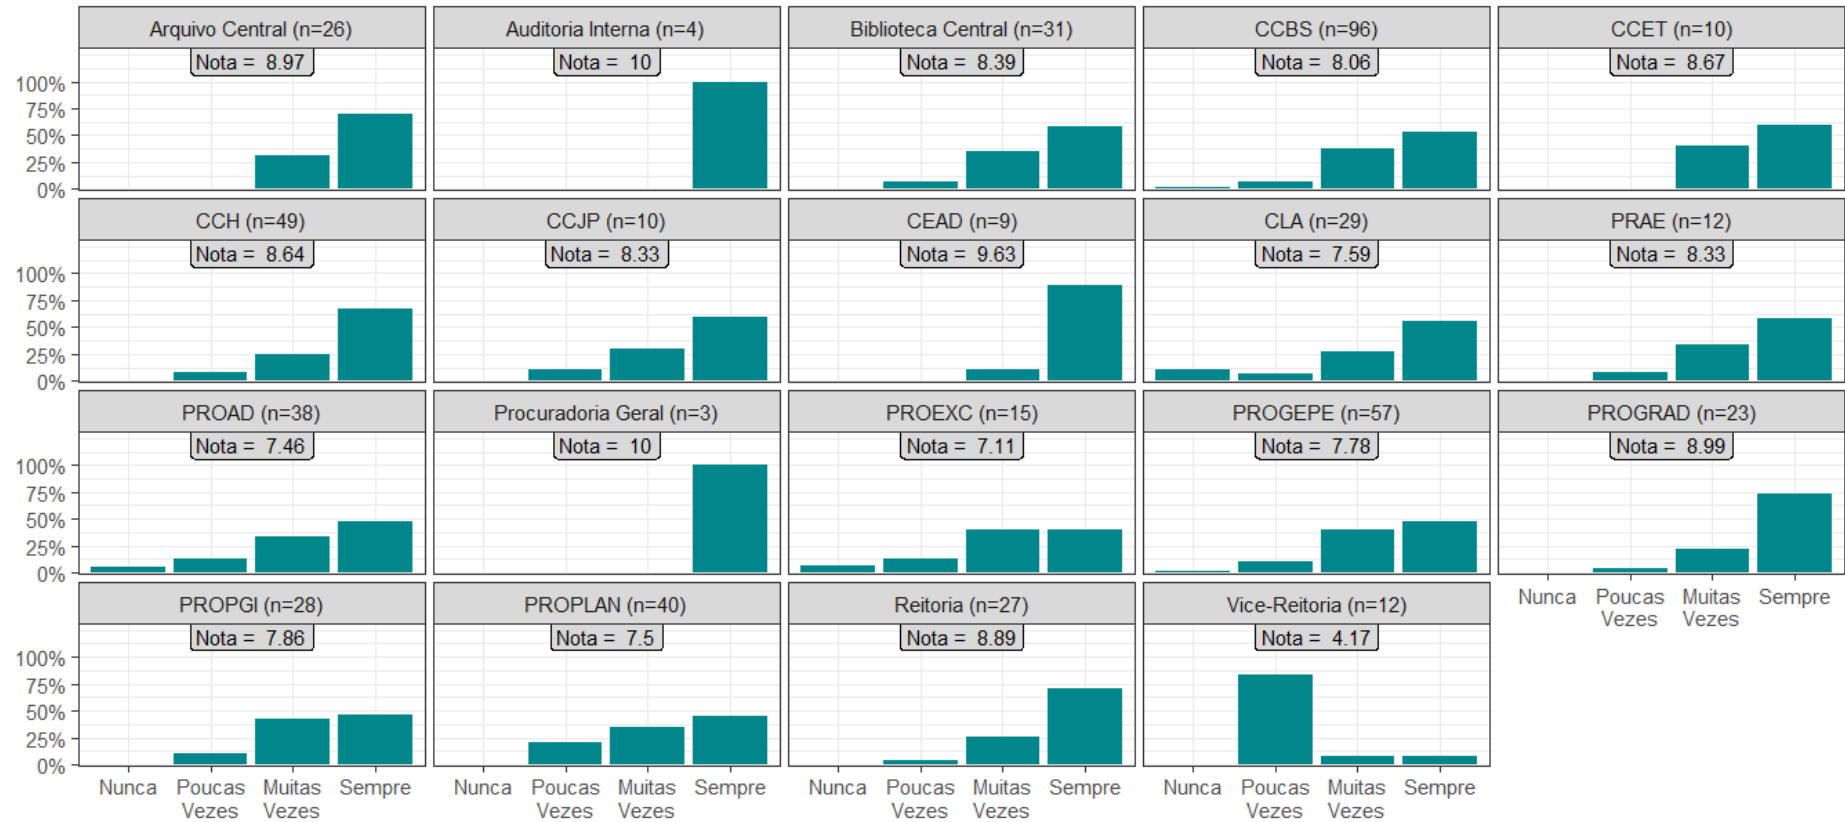 Arquivo Central (n=26)
Auditoria Interna (n=4)
Biblioteca Central (n=31)
CCBS (n=96)
CCET (n=10)
Nota = 8.97
Nota = 10
Nota = 8.39
Nota = 8.06
Nota = 8.67
100%
75%
50%
25%
0%
CCH (n=49)
CCJP (n=10)
CEAD (n=9)
CLA (n=29)
PRAE (n=12)
Nota = 8.64
Nota = 8.33
Nota = 9.63
Nota = 7.59
Nota = 8.33
100%
75%
50%
25%
0%
PROAD (n=38)
Procuradoria Geral (n=3)
PROEXC (n=15)
PROGEPE (n=57)
PROGRAD (n=23)
Nota = 7.46
Nota = 10
Nota = 7.11
Nota = 7.78
Nota = 8.99
100%
75%
50%
25%
0%
Nunca
Poucas
Vezes
Muitas
Vezes
Sempre
PROPGI (n=28)
PROPLAN (n=40)
Reitoria (n=27)
Vice-Reitoria (n=12)
Nota = 7.86
Nota = 7.5
Nota = 8.89
Nota = 4.17
100%
75%
50%
25%
0%
Nunca
Poucas
Vezes
Muitas
Vezes
Sempre
Nunca
Poucas
Vezes
Muitas
Vezes
Sempre
Nunca
Poucas
Vezes
Muitas
Vezes
Sempre
Nunca
Poucas
Vezes
Muitas
Vezes
Sempre